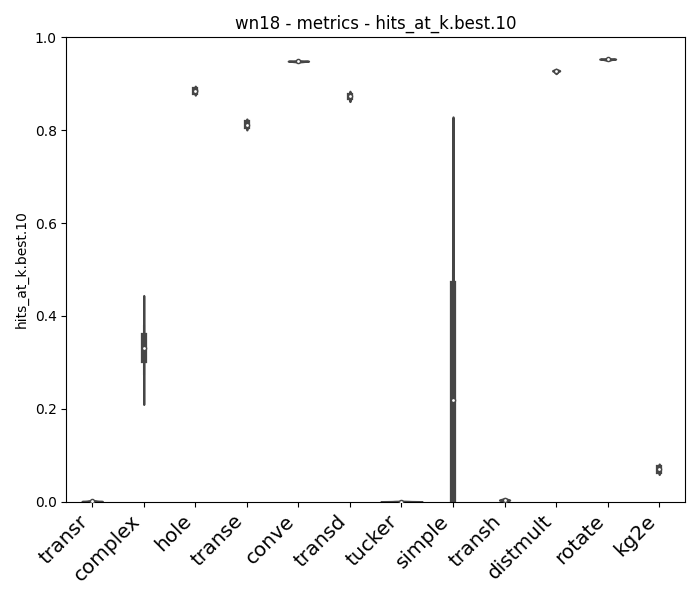 wn18 - metrics - hits_at_k.best.10
hits_at_k.best.10
1.0
0.8
0.6
0.4
0.2
0.0
transr
complex
hole
transe
conve
transd
tucker
simple
transh
distmult
rotate
kg2e